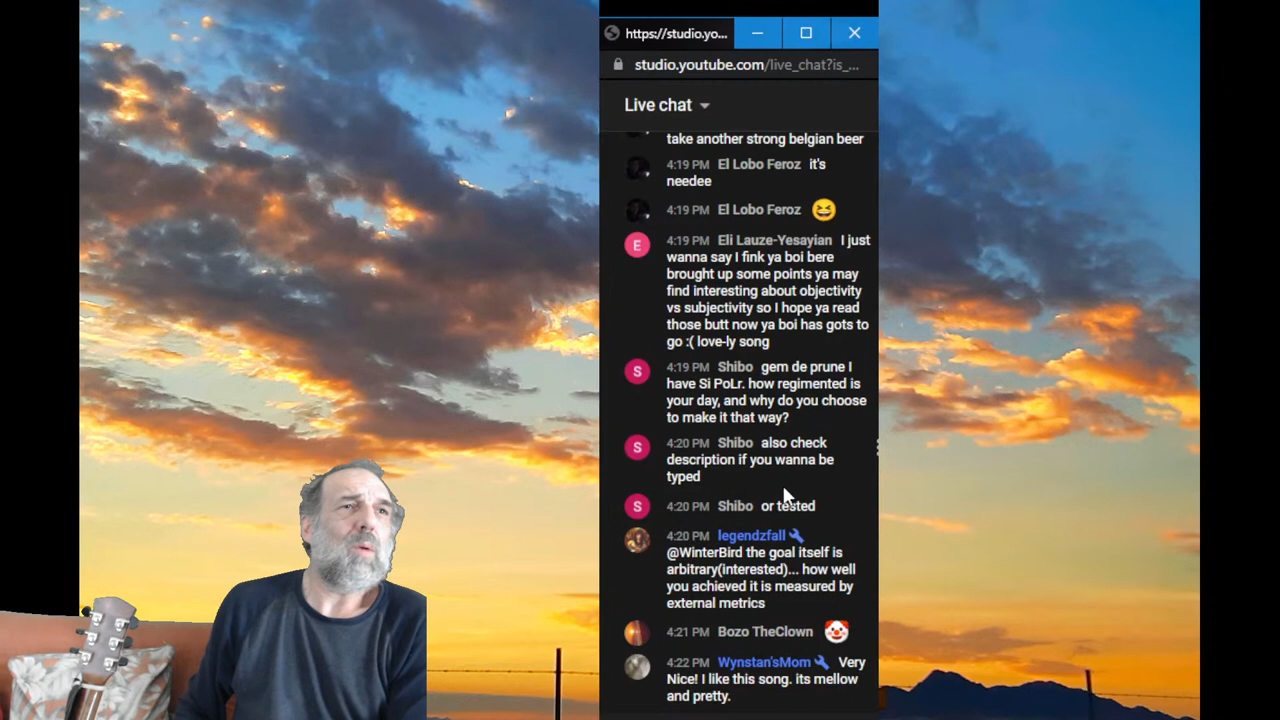 https://studio.yo...
studio.youtube.com/live_chat?is_...
Live chat
take another strong belgian beer
4:19 PM El Lobo Feroz it's
needee
4:19 PM El Lobo Feroz 😆
E
4:19 PM Eli Lauze-Yesayian I just
wanna say I fink ya boi bere
brought up some points ya may
find interesting about objectivity
vs subjectivity so I hope ya read
those butt now ya boi has gots to
go :( love-ly song
S
4:19 PM Shibo gem de prune I
have Si PoLr. how regimented is
your day, and why do you choose
to make it that way?
S
4:20 PM Shibo also check
description if you wanna be
typed
S
4:20 PM Shibo or tested
4:20 PM legendzfall
@WinterBird the goal itself is
arbitrary(interested)... how well
you achieved it is measured by
external metrics
4:21 PM Bozo TheClown 🤡
4:22 PM Wynstan'sMom Very
Nice! I like this song. its mellow
and pretty.